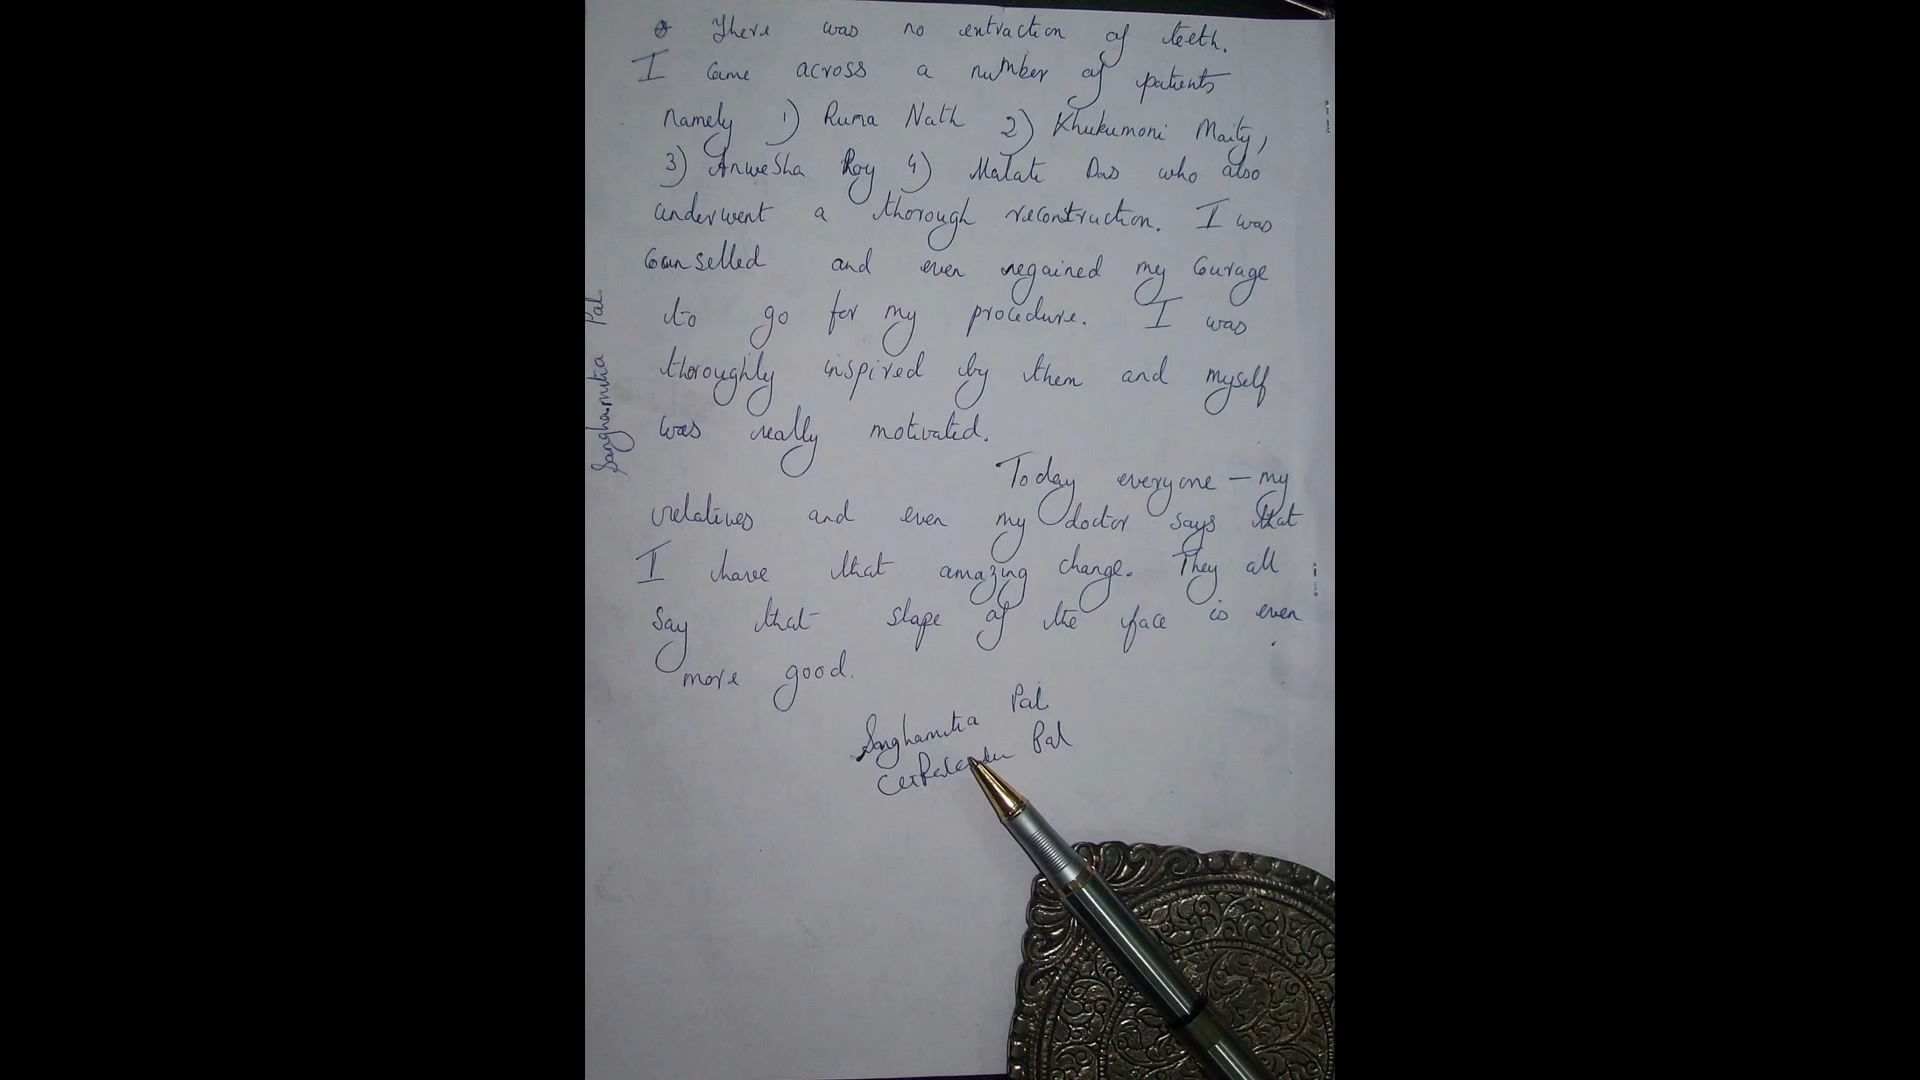 There was no extraction of teeth.
I came across a number of patients
namely 1) Ruma Nath 2) Khukumoni Maity,
3) Anwesha Roy 4) Malati Das who also
underwent a thorough recontruction. I was
counselled and even regained my courage
to go for my procedure. I was
thoroughly inspired by them and myself
was really motivated.
Today everyone – my
relatives and even my doctor says that
I have that amazing change. They all
say that shape of the face is even
more good.
Sanghamitra Pal
Pal
Sanghamitra Pal